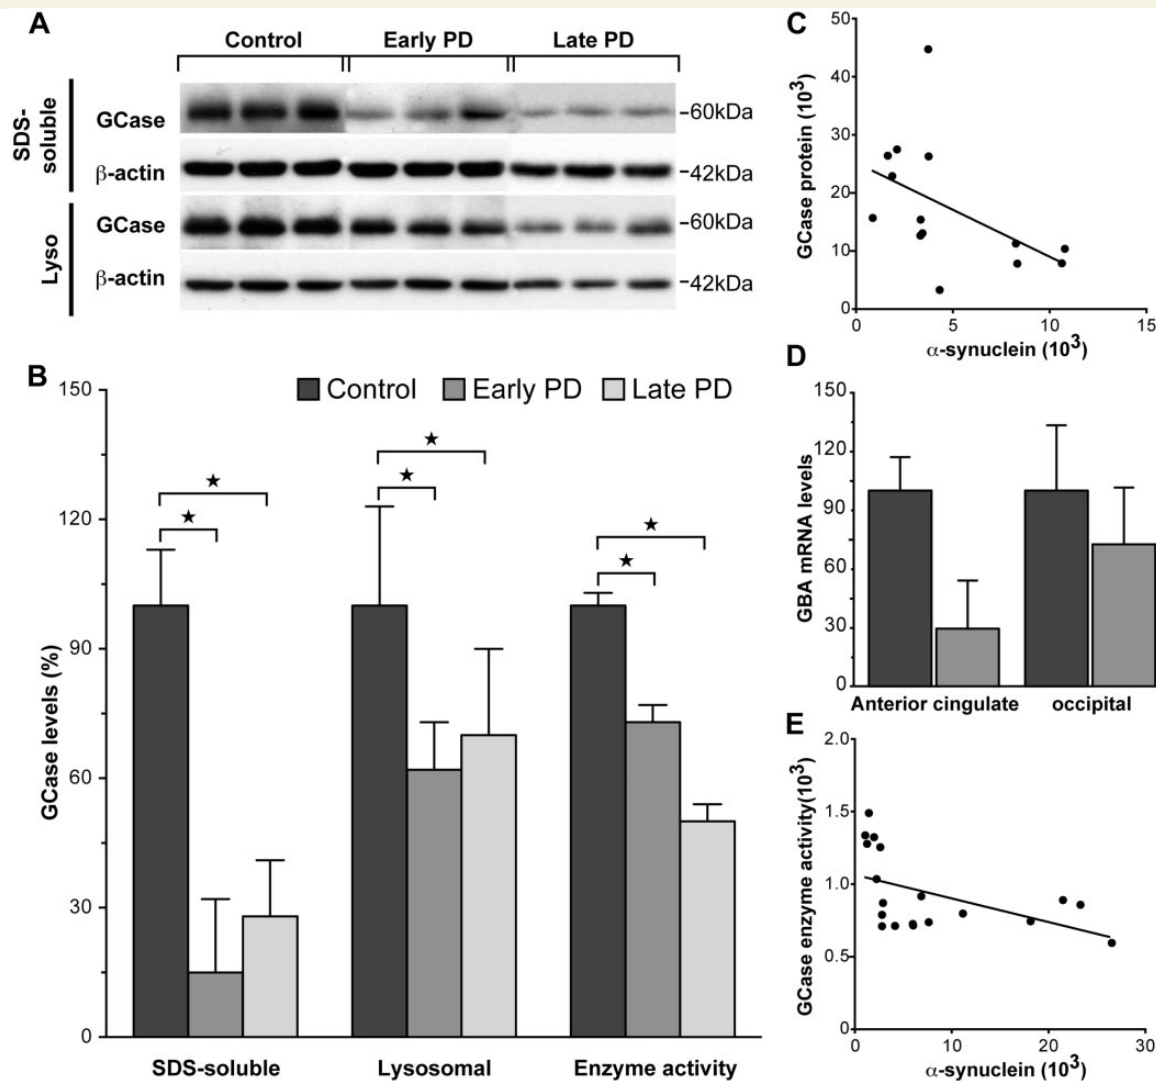 A
Control Early PD Late PD
SDS-
soluble
GCase
-60kDa
β-actin
-42kDa
Lyso
GCase
-60kDa
β-actin
-42kDa
B
Control Early PD Late PD
GCase levels (%)
150
120
90
60
30
0
★ ★ ★ ★ ★ ★
SDS-soluble Lysosomal Enzyme activity
C
GCase protein (10³)
50
40
30
20
10
0
0 5 10 15
α-synuclein (10³)
D
GBA mRNA levels
150
120
90
60
30
0
Anterior cingulate occipital
E
GCase enzyme activity(10³)
2.0
1.5
1.0
0.5
0
0 10 20 30
α-synuclein (10³)